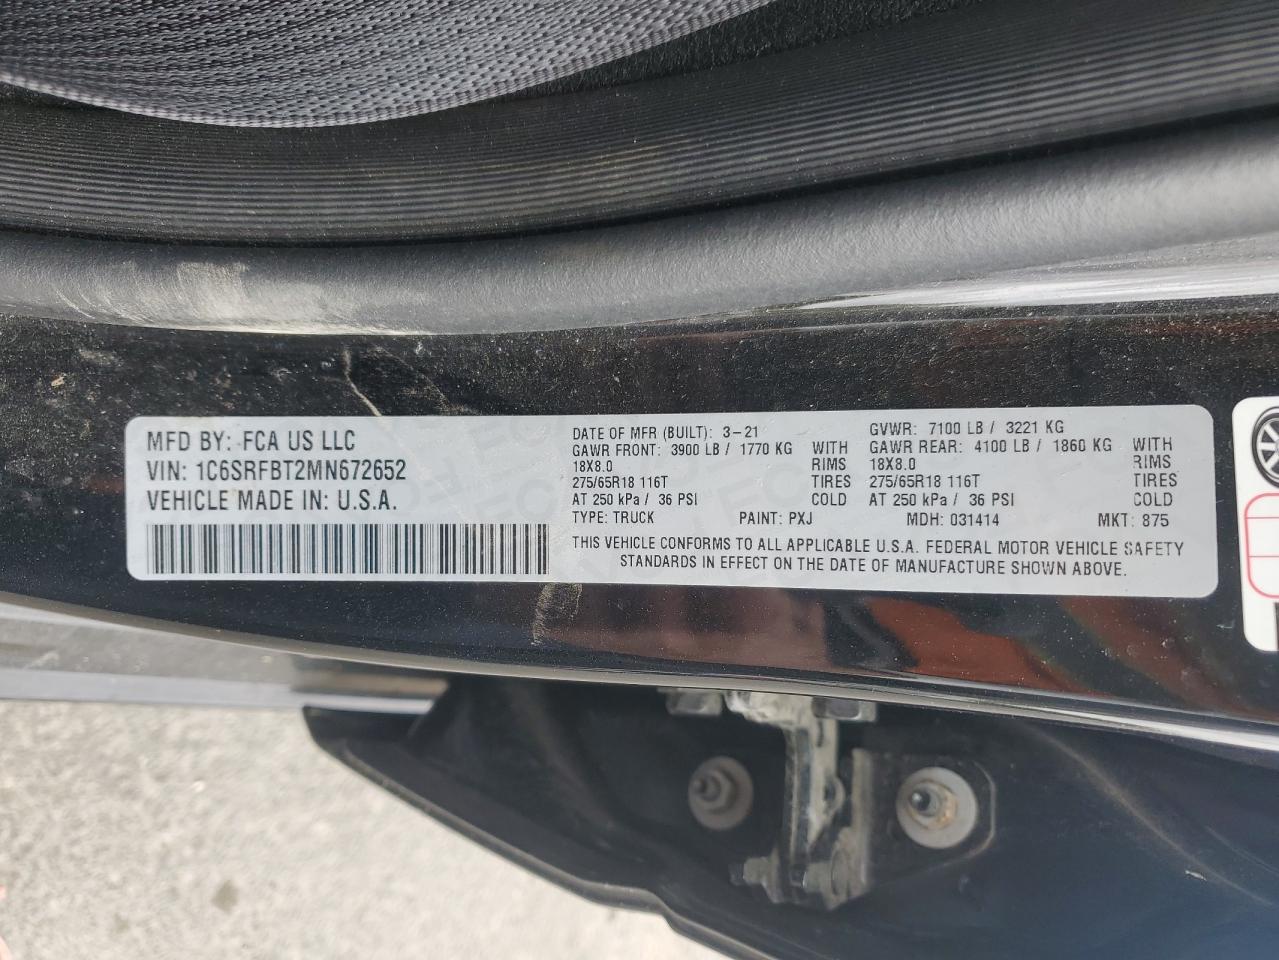 MFD BY: FCA US LLC
VIN: 1C6SRFBT2MN672652
VEHICLE MADE IN: U.S.A.
DATE OF MFR (BUILT): 3-21
GAWR FRONT: 3900 LB / 1770 KG WITH
18X8.0 RIMS
275/65R18 116T TIRES
AT 250 kPa / 36 PSI COLD
GVWR: 7100 LB / 3221 KG
GAWR REAR: 4100 LB / 1860 KG WITH
18X8.0 RIMS
275/65R18 116T TIRES
AT 250 kPa / 36 PSI COLD
TYPE: TRUCK PAINT: PXJ MDH: 031414 MKT: 875
THIS VEHICLE CONFORMS TO ALL APPLICABLE U.S.A. FEDERAL MOTOR VEHICLE SAFETY
STANDARDS IN EFFECT ON THE DATE OF MANUFACTURE SHOWN ABOVE.